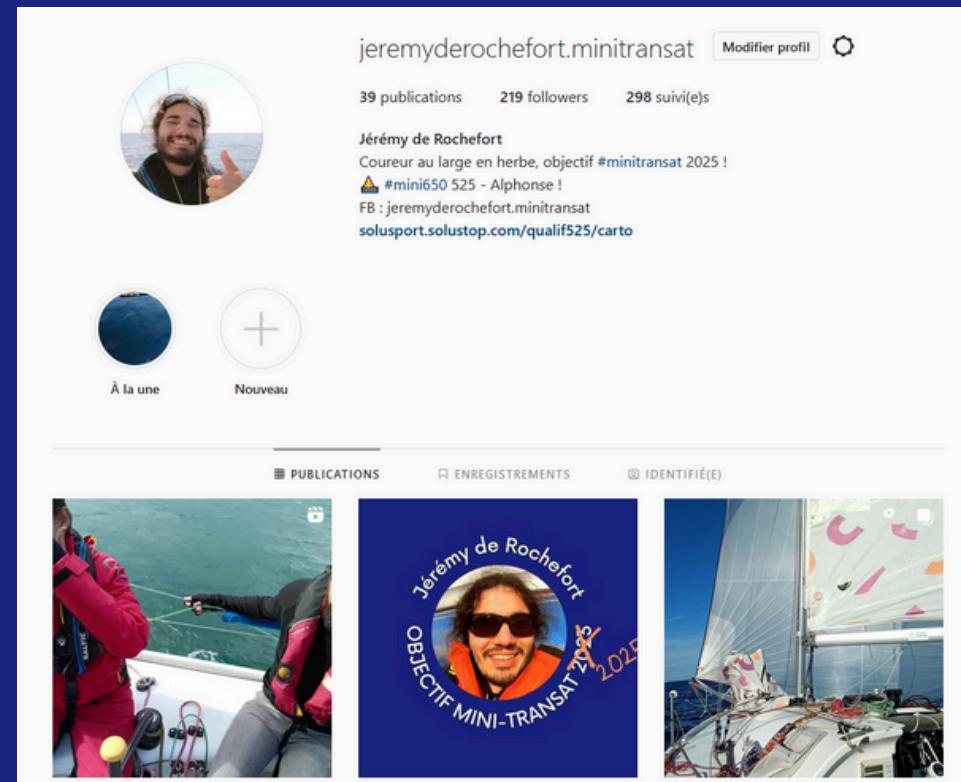 jeremyderochefort.minitransat Modifier profil
39 publications 219 followers 298 suivi(e)s
Jérémy de Rochefort
Coureur au large en herbe, objectif #minitransat 2025 !
#mini650 525 - Alphonse !
FB : jeremyderochefort.minitransat
solusport.solustop.com/qualif525/carto
À la une Nouveau
PUBLICATIONS ENREGISTREMENTS IDENTIFIÉ(E)
Jérémy de Rochefort
OBJECTIF MINI-TRANSAT
2025